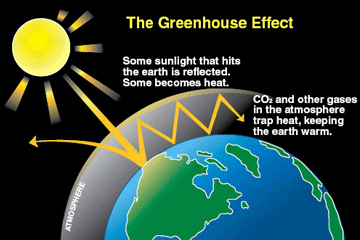 The Greenhouse Effect
Some sunlight that hits
the earth is reflected.
Some becomes heat.
CO₂ and other gases
in the atmosphere
trap heat, keeping
the earth warm.
ATMOSPHERE